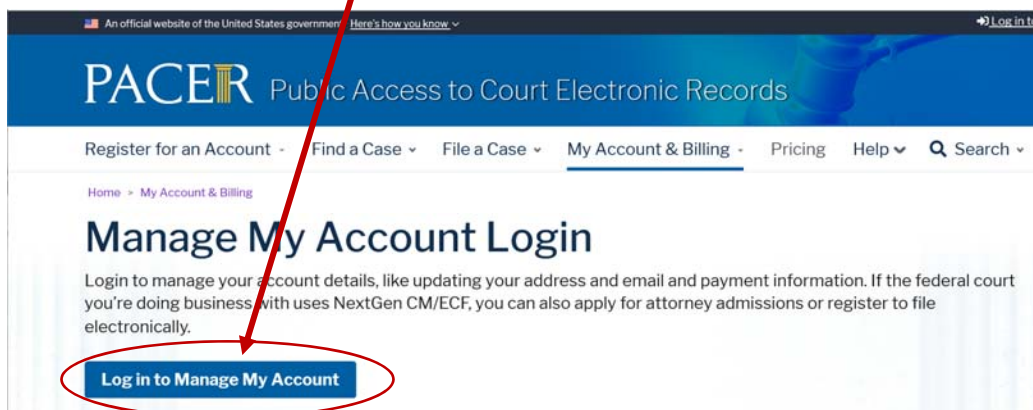 An official website of the United States government Here's how you know
Log in to
PACER Public Access to Court Electronic Records
Register for an Account Find a Case File a Case My Account & Billing Pricing Help Search
Home > My Account & Billing
Manage My Account Login
Login to manage your account details, like updating your address and email and payment information. If the federal court
you're doing business with uses NextGen CM/ECF, you can also apply for attorney admissions or register to file
electronically.
Log in to Manage My Account